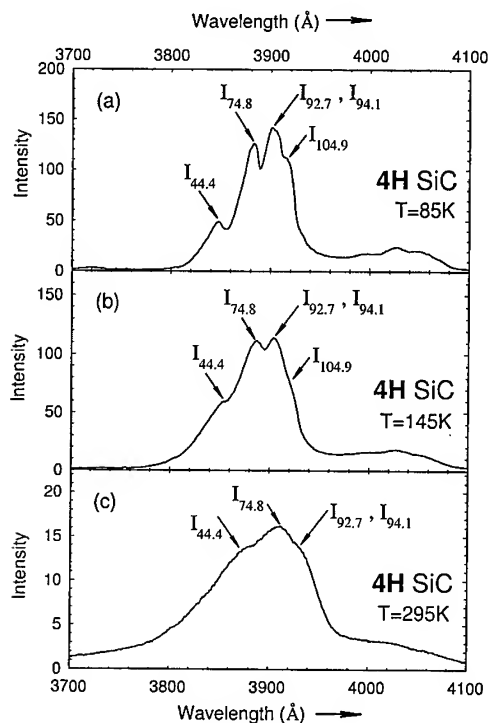 Wavelength (Å)
3700 3800 3900 4000 4100
200
150
100
50
0
Intensity
(a)
I44.4
I74.8
I92.7 , I94.1
I104.9
4H SiC
T=85K
150
100
50
0
Intensity
(b)
I44.4
I74.8
I92.7 , I94.1
I104.9
4H SiC
T=145K
20
15
10
5
0
Intensity
(c)
I44.4
I74.8
I92.7 , I94.1
4H SiC
T=295K
3700 3800 3900 4000 4100
Wavelength (Å)